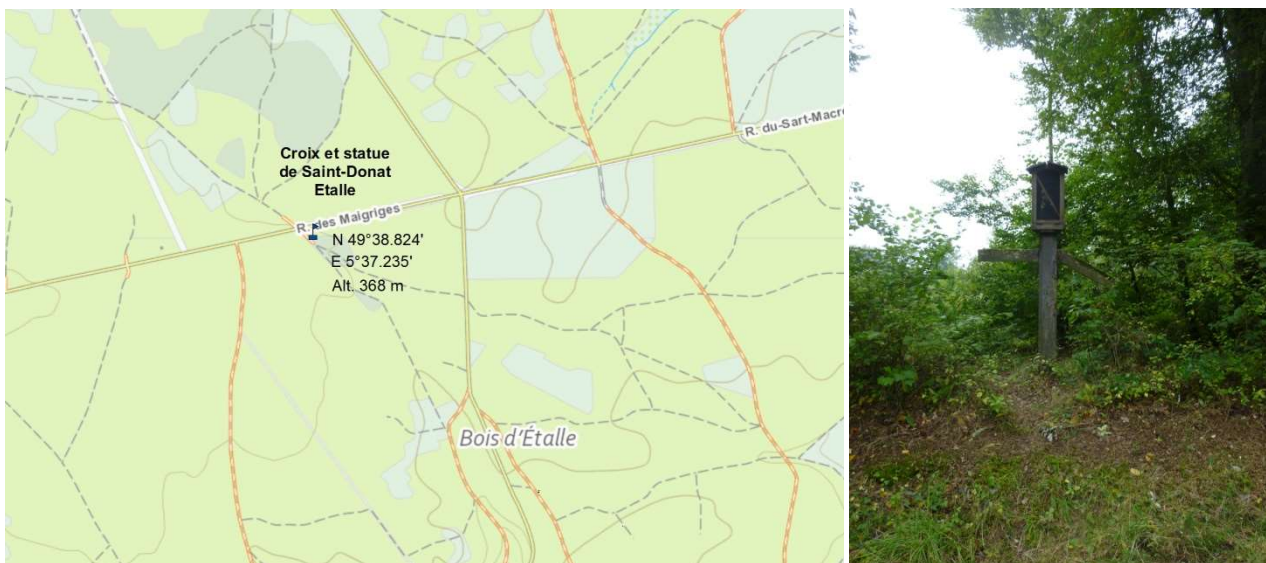 Croix et statue
de Saint-Donat
Etalle
R. du-Sart-Macre
R. des Maigriges
N 49°38.824'
E 5°37.235'
Alt. 368 m
Bois d'Étalle